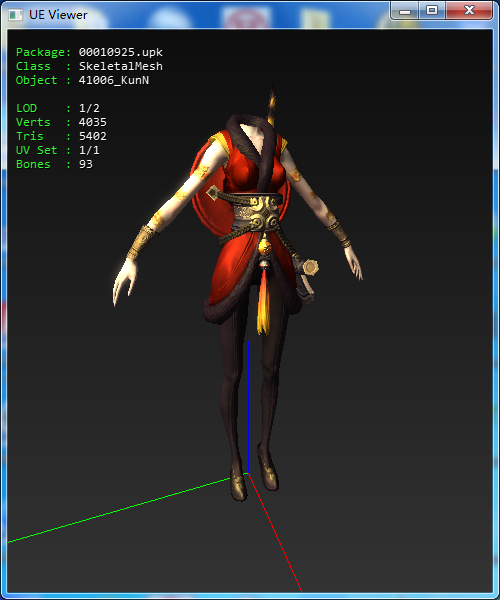 UE Viewer
Package: 00010925.upk
Class : SkeletalMesh
Object : 41006_KunN
LOD : 1/2
Verts : 4035
Tris : 5402
UV Set : 1/1
Bones : 93